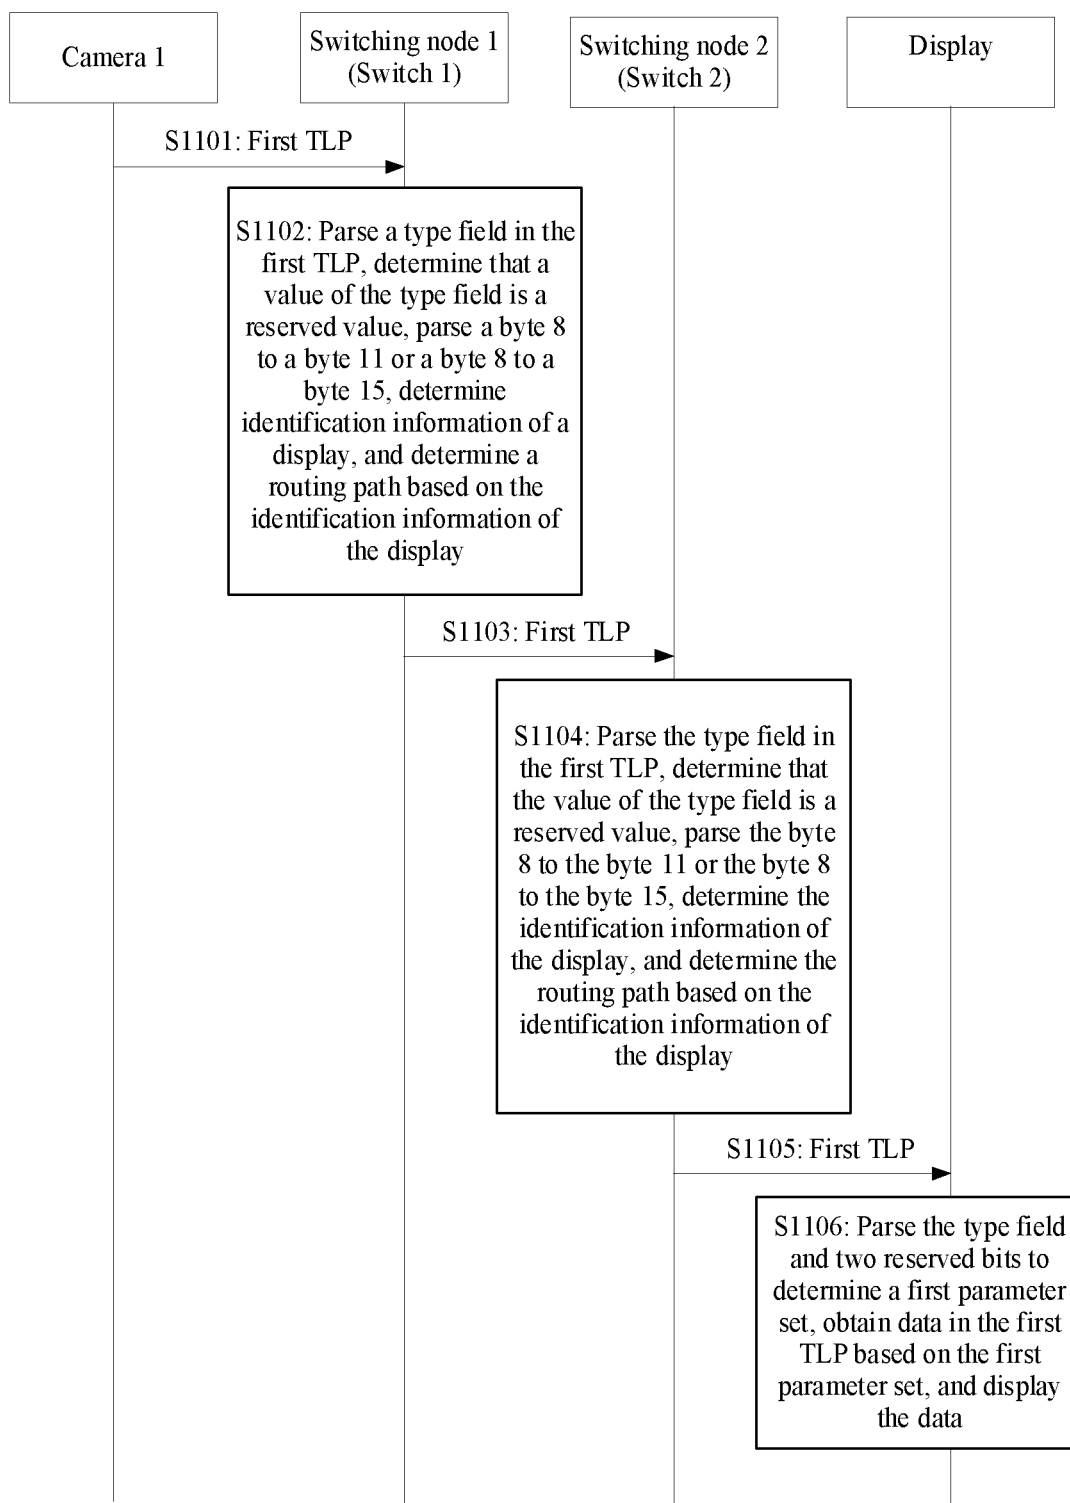 Camera 1
Switching node 1
(Switch 1)
Switching node 2
(Switch 2)
Display
S1101: First TLP
S1102: Parse a type field in the
first TLP, determine that a
value of the type field is a
reserved value, parse a byte 8
to a byte 11 or a byte 8 to a
byte 15, determine
identification information of a
display, and determine a
routing path based on the
identification information of
the display
S1103: First TLP
S1104: Parse the type field in
the first TLP, determine that
the value of the type field is a
reserved value, parse the byte
8 to the byte 11 or the byte 8
to the byte 15, determine the
identification information of
the display, and determine the
routing path based on the
identification information of
the display
S1105: First TLP
S1106: Parse the type field
and two reserved bits to
determine a first parameter
set, obtain data in the first
TLP based on the first
parameter set, and display
the data